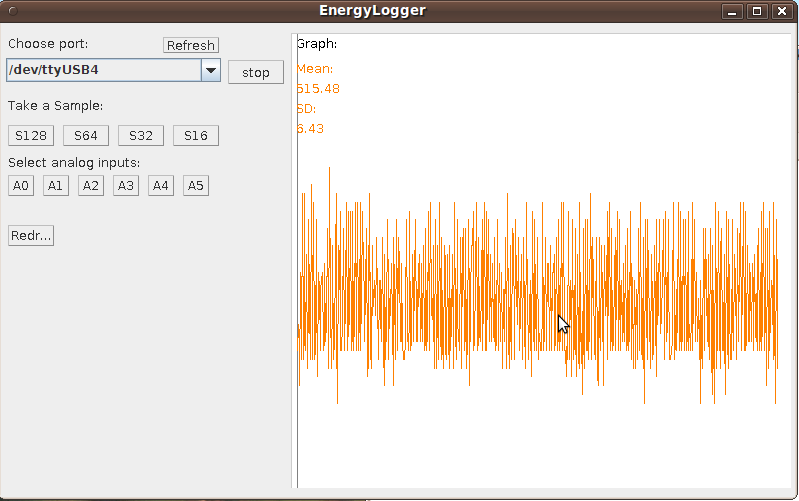 EnergyLogger
Choose port:
Refresh
/dev/ttyUSB4
stop
Take a Sample:
S128 S64 S32 S16
Select analog inputs:
A0 A1 A2 A3 A4 A5
Redr...
Graph:
Mean:
515.48
SD:
6.43